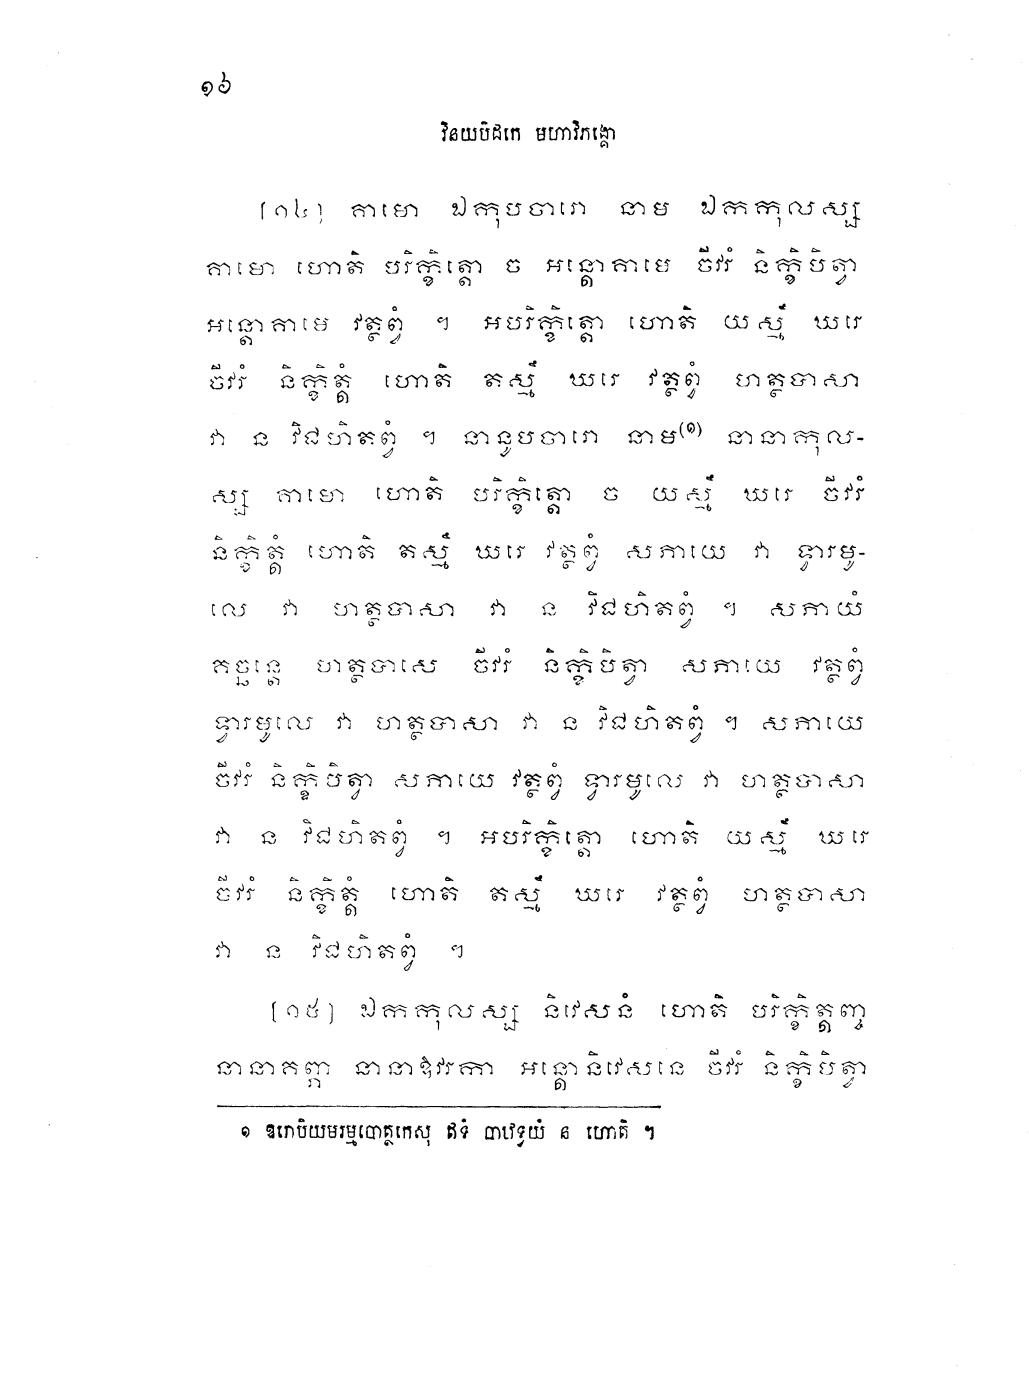 ១៦
វិនយបិដកេ មហាវិភង្គោ
[១៤] គាមោ ឯកុបចារោ នាម ឯកកុលស្ស
គាមោ ហោតិ បរិក្ខិត្តោ ច អន្តោគាមេ ចីវរំ និក្ខិបិត្វា
អន្តោគាមេ វត្ថព្វំ ។ អបរិក្ខិត្តោ ហោតិ យស្មឹ ឃរេ
ចីវរំ និក្ខិត្តំ ហោតិ តស្មឹ ឃរេ វត្ថព្វំ ហត្ថបាសា
វា ន វិជហិតព្វំ ។ នានូបចារោ នាម(១) នានាកុល-
ស្ស គាមោ ហោតិ បរិក្ខិត្តោ ច យស្មឹ ឃរេ ចីវរំ
និក្ខិត្តំ ហោតិ តស្មឹ ឃរេ វត្ថព្វំ សភាយេ វា ទ្វារមូ-
លេ វា ហត្ថបាសា វា ន វិជហិតព្វំ ។ សភាយំ
គច្ឆន្តេ ហត្ថបាសេ ចីវរំ និក្ខិបិត្វា សភាយេ វត្ថព្វំ
ទ្វារមូលេ វា ហត្ថបាសា វា ន វិជហិតព្វំ ។ សភាយេ
ចីវរំ និក្ខិបិត្វា សភាយេ វត្ថព្វំ ទ្វារមូលេ វា ហត្ថបាសា
វា ន វិជហិតព្វំ ។ អបរិក្ខិត្តោ ហោតិ យស្មឹ ឃរេ
ចីវរំ និក្ខិត្តំ ហោតិ តស្មឹ ឃរេ វត្ថព្វំ ហត្ថបាសា
វា ន វិជហិតព្វំ ។
[១៥] ឯកកុលស្ស និវេសនំ ហោតិ បរិក្ខិត្តញ្ច
នានាគព្ភា នានាឱវរកា អន្តោនិវេសនេ ចីវរំ និក្ខិបិត្វា
១ ឧរោបិយមរម្មបោត្ថកេសុ ឥទំ បាឋទ្វយំ ន ហោតិ ។